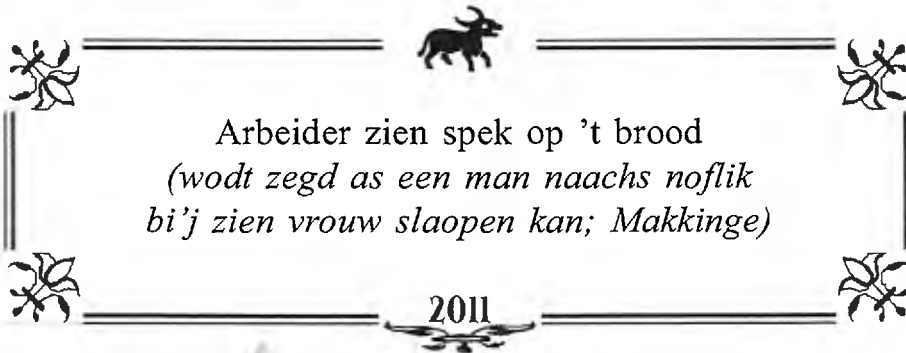 Arbeider zien spek op ’t brood
(wodt zegd as een man naachs noflik
bi’j zien vrouw slaopen kan; Makkinge)
2011